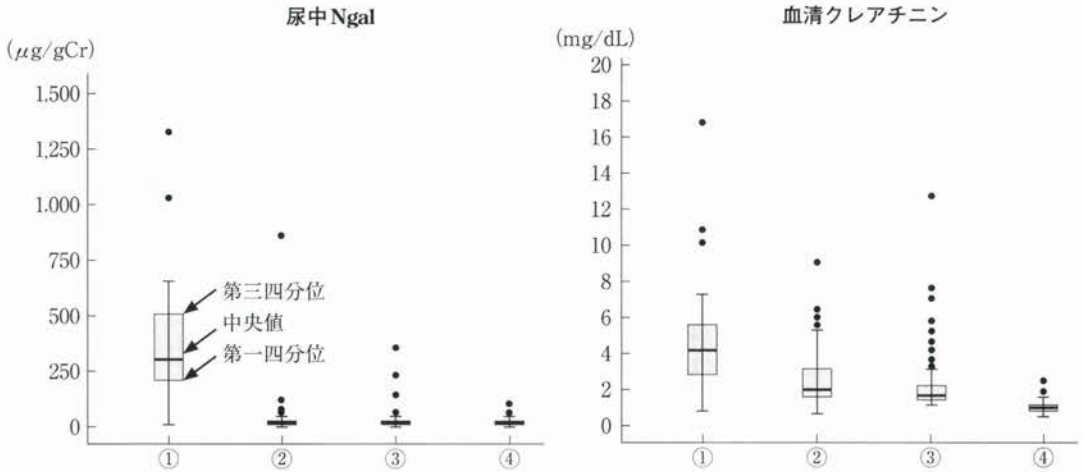 尿中Ngal
(μg/gCr)
1.500
1,250
1.000
750
500
250
0
第三四分位
中央値
第一四分位
① ② ③ ④
血清クレアチニン
(mg/dL)
20
18
16
14
12
10
8
6
4
2
0
① ② ③ ④